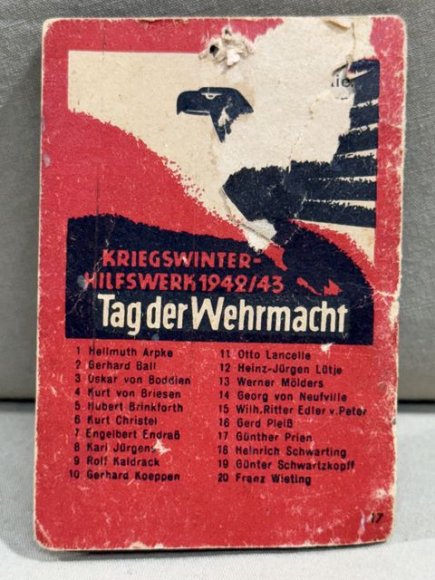 KRIEGSWINTER-
HILFSWERK 1942/43
Tag der Wehrmacht
1 Hellmuth Arpke
2 Gerhard Ball
3 Oskar von Boddien
4 Kurt von Briesen
5 Hubert Brinkforth
6 Kurt Christel
7 Engelbert Endraß
8 Karl Jürgens
9 Rolf Kaldrack
10 Gerhard Koeppen
11 Otto Lancelle
12 Heinz-Jürgen Lütje
13 Werner Mölders
14 Georg von Neufville
15 Wilh. Ritter Edler v. Peter
16 Gerd Pleiß
17 Günther Prien
18 Heinrich Schwarting
19 Günter Schwartzkopff
20 Franz Wieting
17